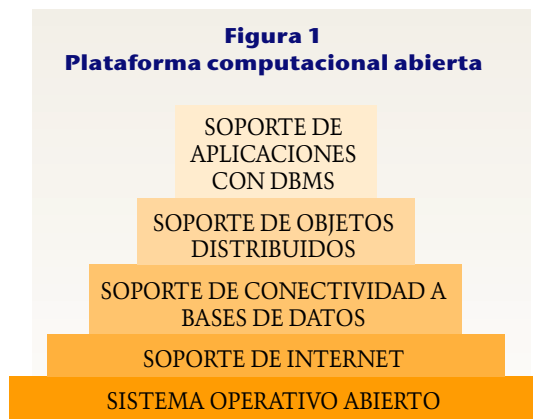 Figura 1
Plataforma computacional abierta
SOPORTE DE
APLICACIONES
CON DBMS
SOPORTE DE OBJETOS
DISTRIBUIDOS
SOPORTE DE CONECTIVIDAD A
BASES DE DATOS
SOPORTE DE INTERNET
SISTEMA OPERATIVO ABIERTO